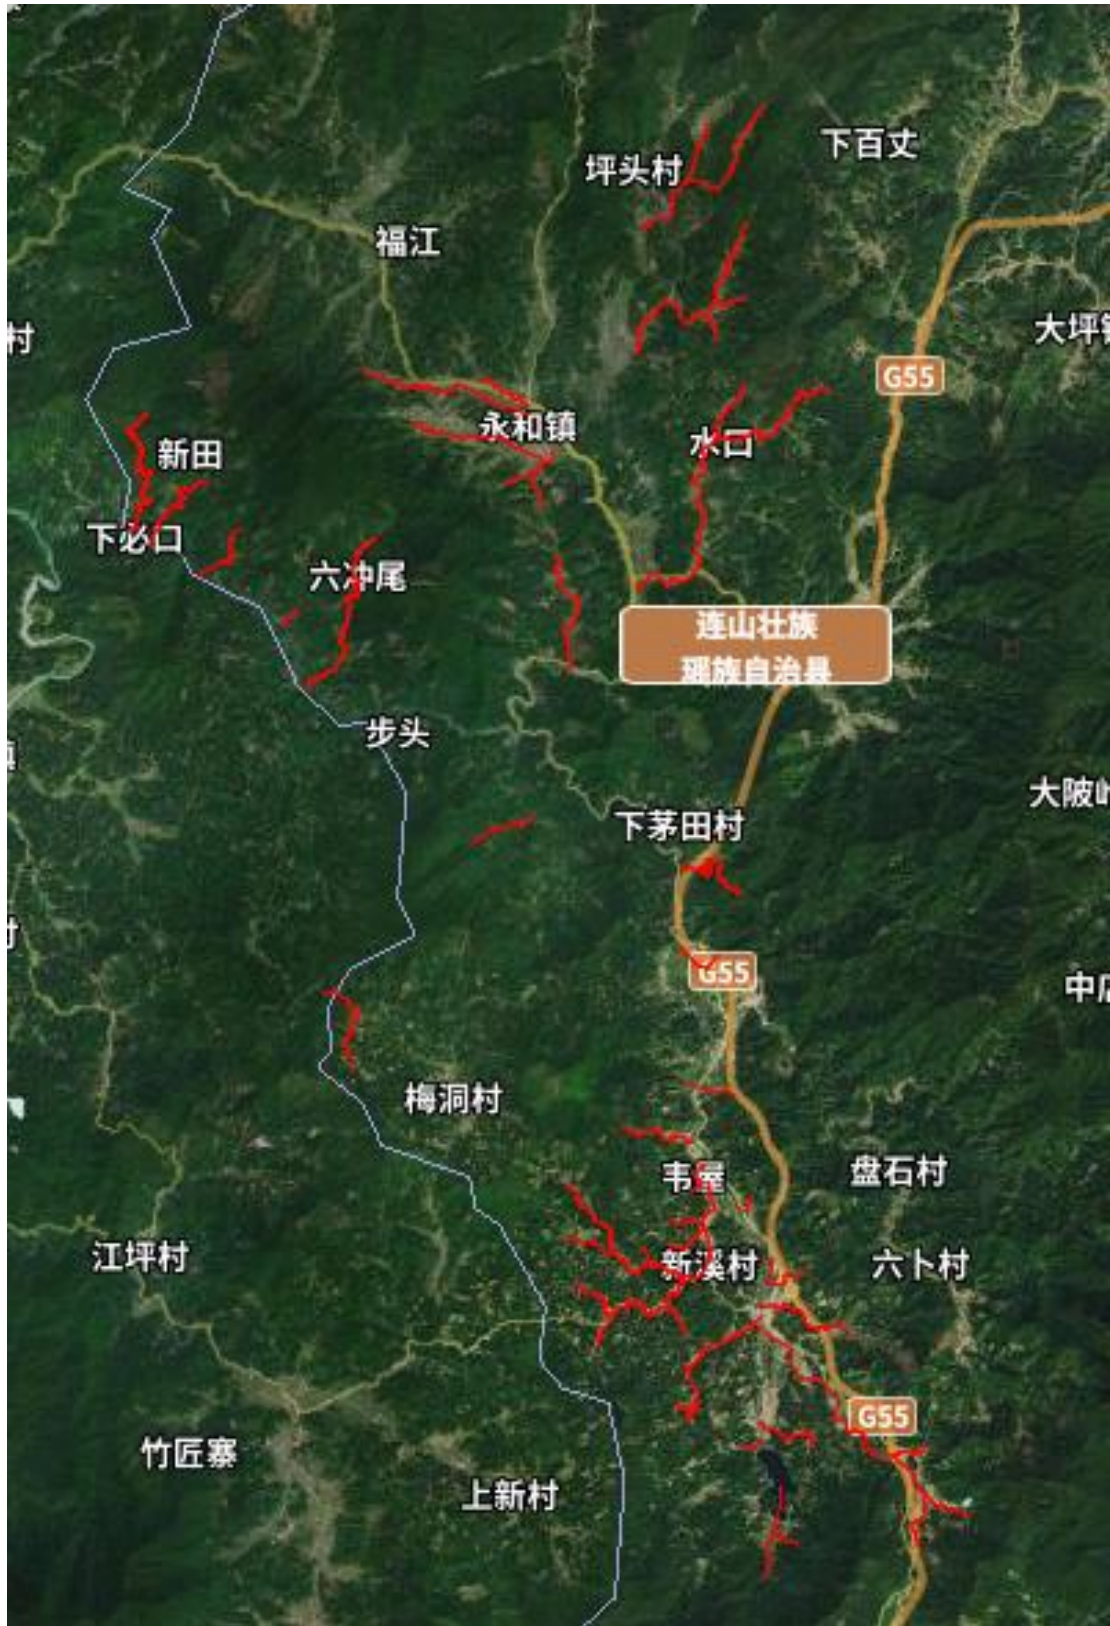 下百丈
坪头村
福江
大坪
村
G55
永和镇
水口
新田
下必口
六冲尾
连山壮族
瑶族自治县
步头
大陂
下茅田村
G55
中
梅洞村
韦屋
盘石村
江坪村
新溪村
六卜村
G55
竹匠寨
上新村